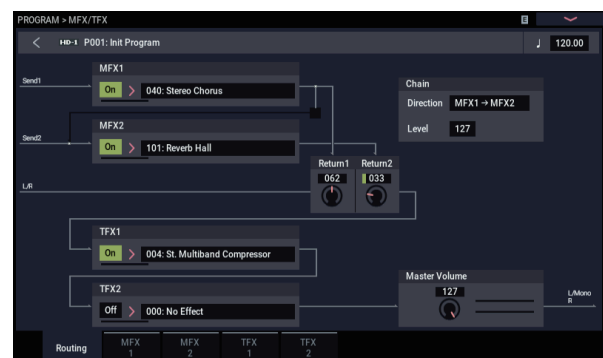 PROGRAM > MFX/TFX E
HD-1 P001: Init Program ♩ 120.00
MFX1
Send1
On 040: Stereo Chorus
Chain
Direction MFX1 → MFX2
Level 127
MFX2
Send2
On 101: Reverb Hall
Return1 Return2
062 033
L/R
TFX1
On 004: St. Multiband Compressor
Master Volume
127
L/Mono
R
TFX2
Off 000: No Effect
Routing MFX 1 MFX 2 TFX 1 TFX 2